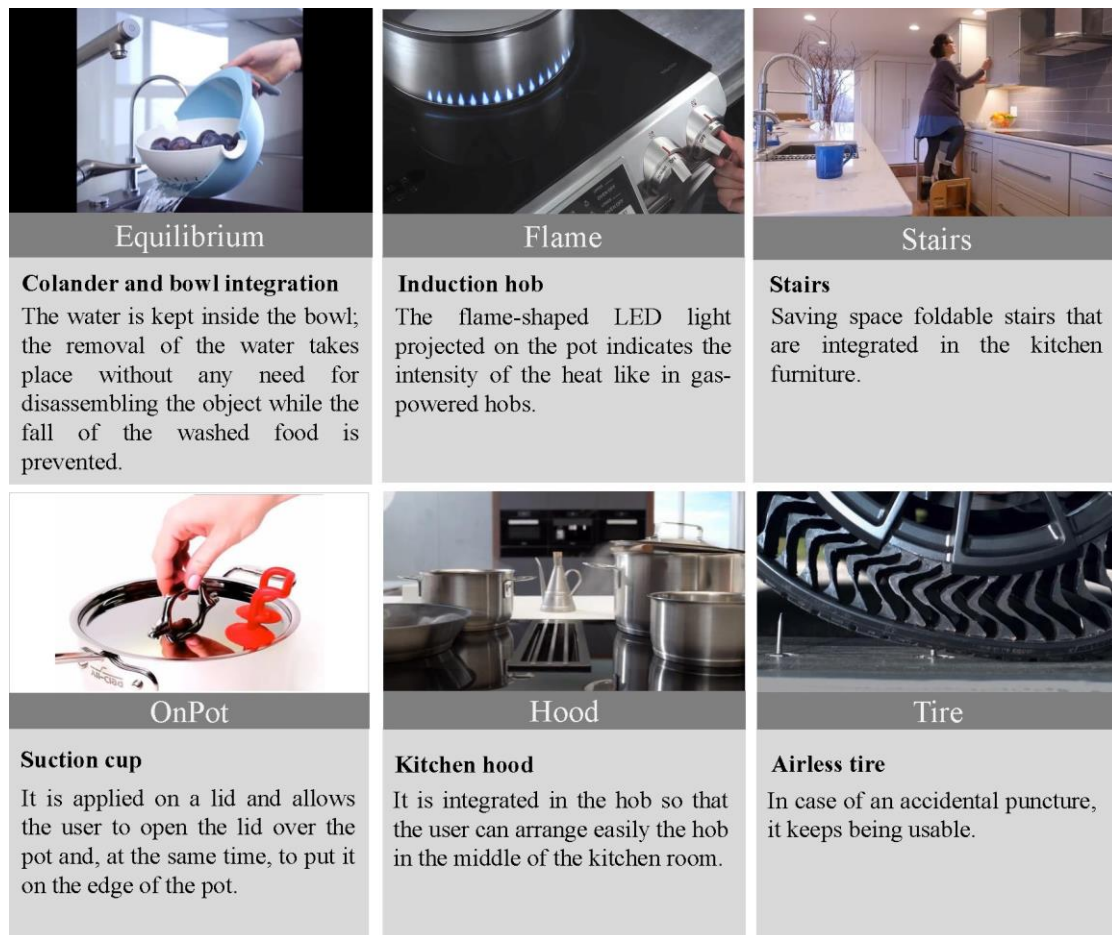 Equilibrium
Colander and bowl integration
The water is kept inside the bowl;
the removal of the water takes
place without any need for
disassembling the object while the
fall of the washed food is
prevented.
Flame
Induction hob
The flame-shaped LED light
projected on the pot indicates the
intensity of the heat like in gas-
powered hobs.
Stairs
Stairs
Saving space foldable stairs that
are integrated in the kitchen
furniture.
OnPot
Suction cup
It is applied on a lid and allows
the user to open the lid over the
pot and, at the same time, to put it
on the edge of the pot.
Hood
Kitchen hood
It is integrated in the hob so that
the user can arrange easily the hob
in the middle of the kitchen room.
Tire
Airless tire
In case of an accidental puncture,
it keeps being usable.